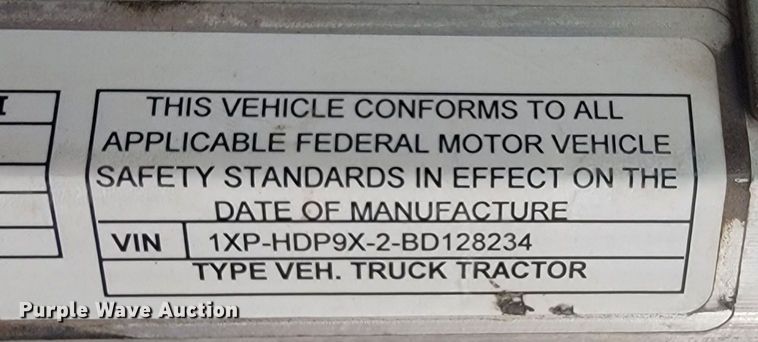 I
THIS VEHICLE CONFORMS TO ALL
APPLICABLE FEDERAL MOTOR VEHICLE
SAFETY STANDARDS IN EFFECT ON THE
DATE OF MANUFACTURE
VIN 1XP-HDP9X-2-BD128234
TYPE VEH. TRUCK TRACTOR
Purple Wave Auction